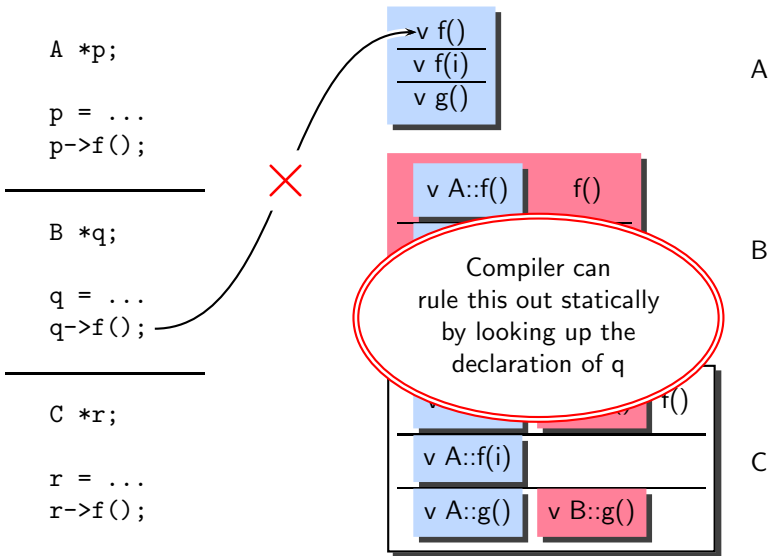 A *p;
p = ...
p->f();
B *q;
q = ...
q->f();
C *r;
r = ...
r->f();
v f()
v f(i)
v g()
A
v A::f() f()
B
Compiler can
rule this out statically
by looking up the
declaration of q
f()
v A::f(i)
v A::g() v B::g()
C